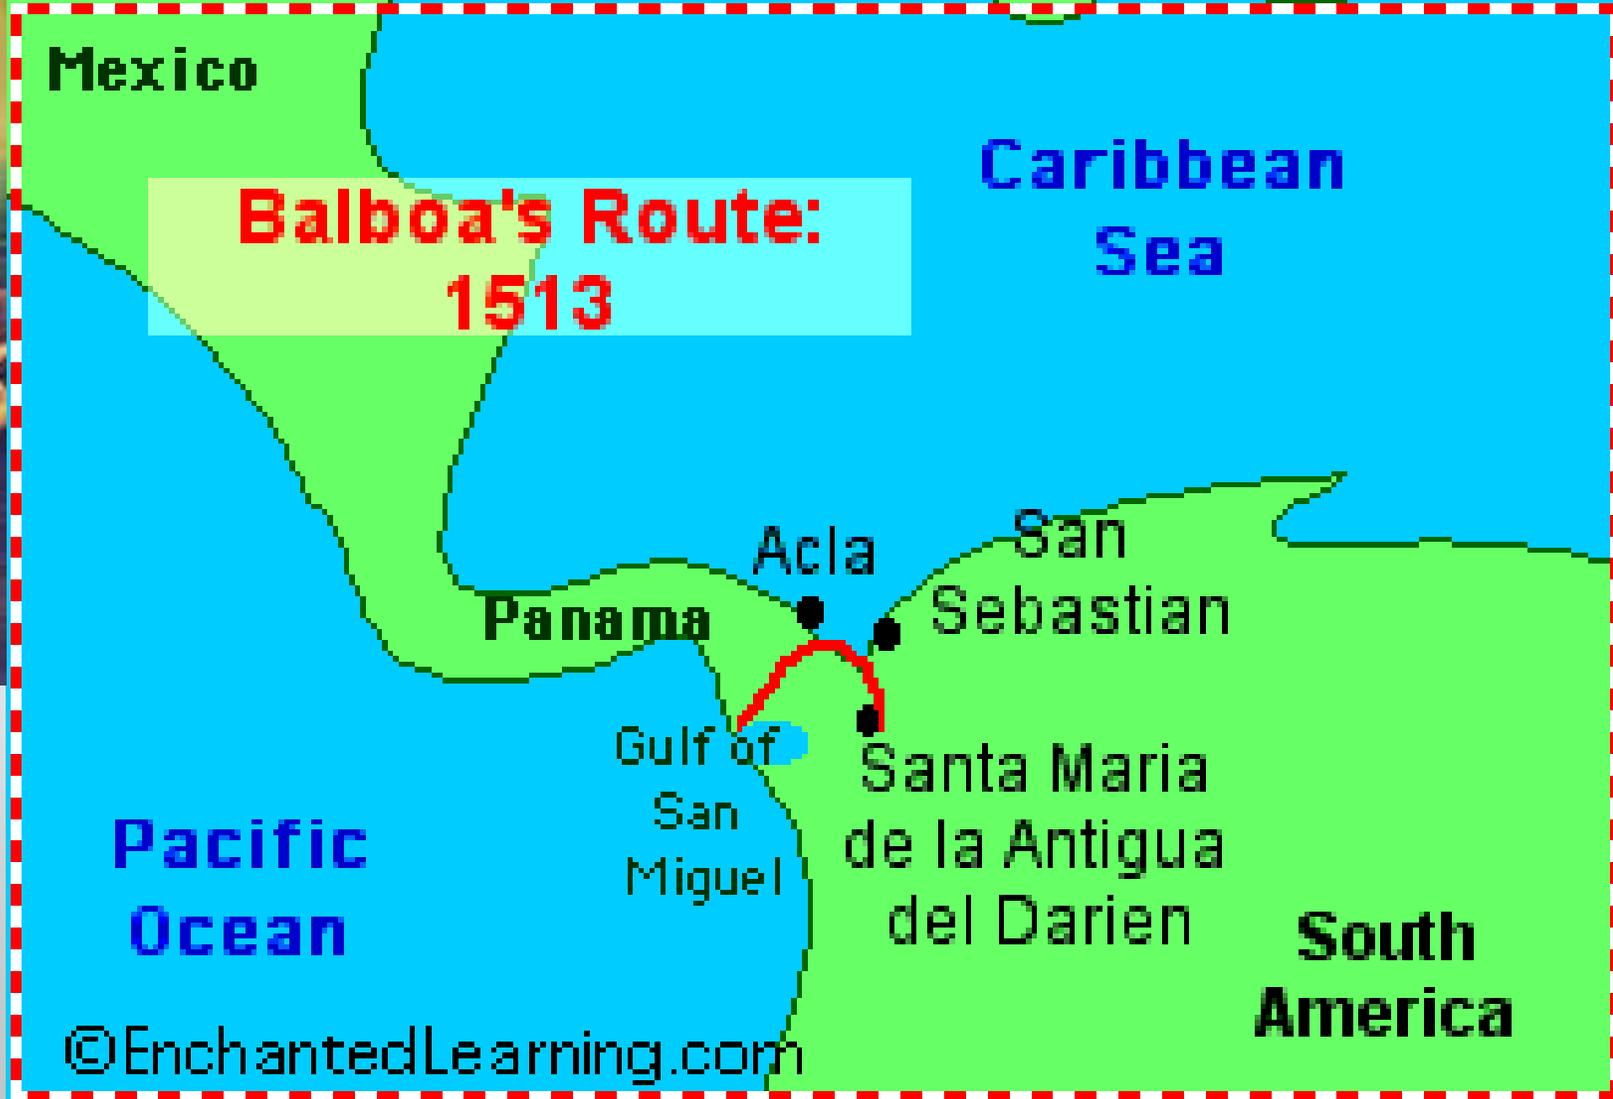 Mexico
Caribbean
Sea
Balboa's Route:
1513
Acla
San
Sebastian
Panama
Gulf of
San
Miguel
Santa Maria
de la Antigua
del Darien
Pacific
Ocean
South
America
©EnchantedLearning.com